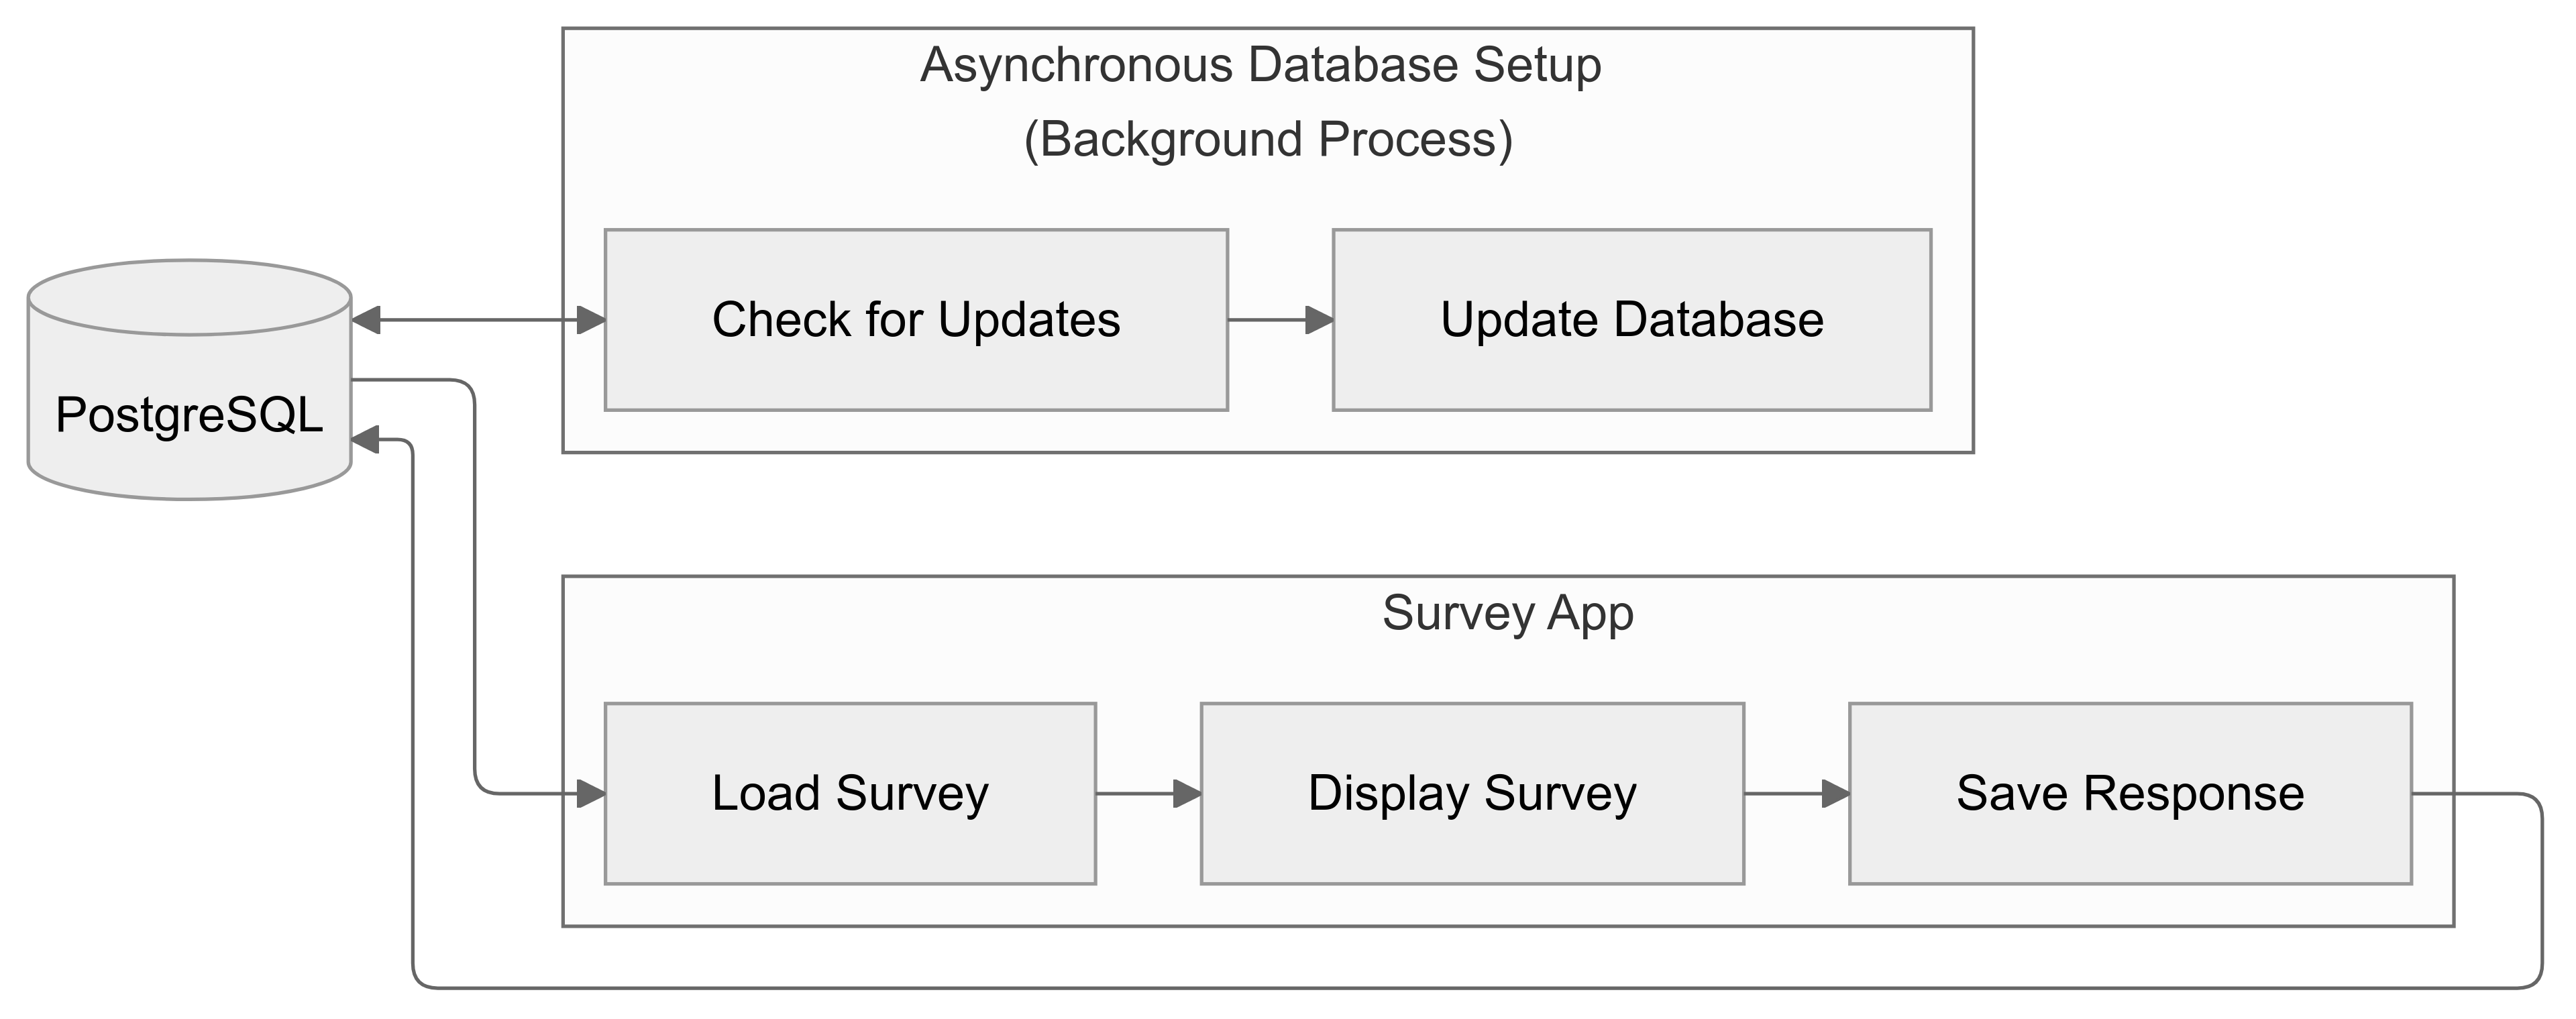 Asynchronous Database Setup
(Background Process)
Check for Updates
Update Database
PostgreSQL
Survey App
Load Survey
Display Survey
Save Response